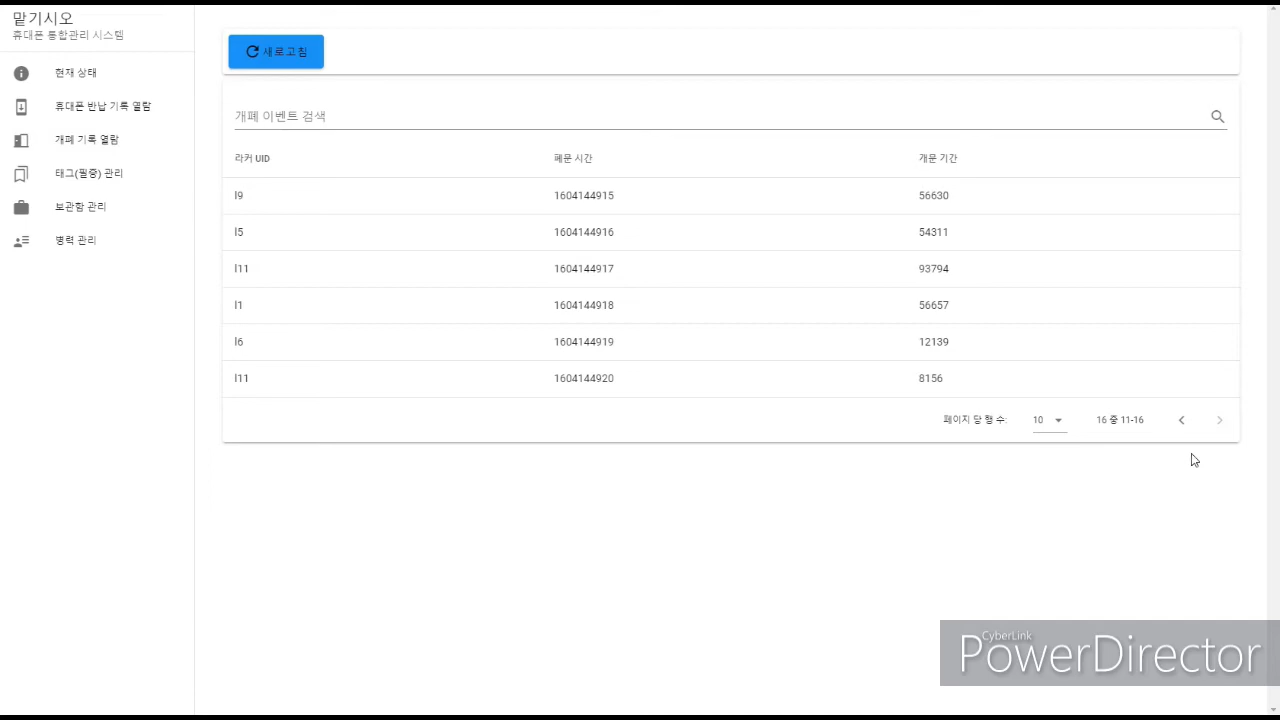 맡기시오
휴대폰 통합관리 시스템
현재 상태
휴대폰 반납 기록 열람
개폐 기록 열람
태그(필증) 관리
보관함 관리
병력 관리
새로고침
개폐 이벤트 검색
라커 UID 폐문 시간 개문 기간
l9 1604144915 56630
l5 1604144916 54311
l11 1604144917 93794
l1 1604144918 56657
l6 1604144919 12139
l11 1604144920 8156
페이지 당 행 수: 10 16 중 11-16
CyberLink
PowerDirector